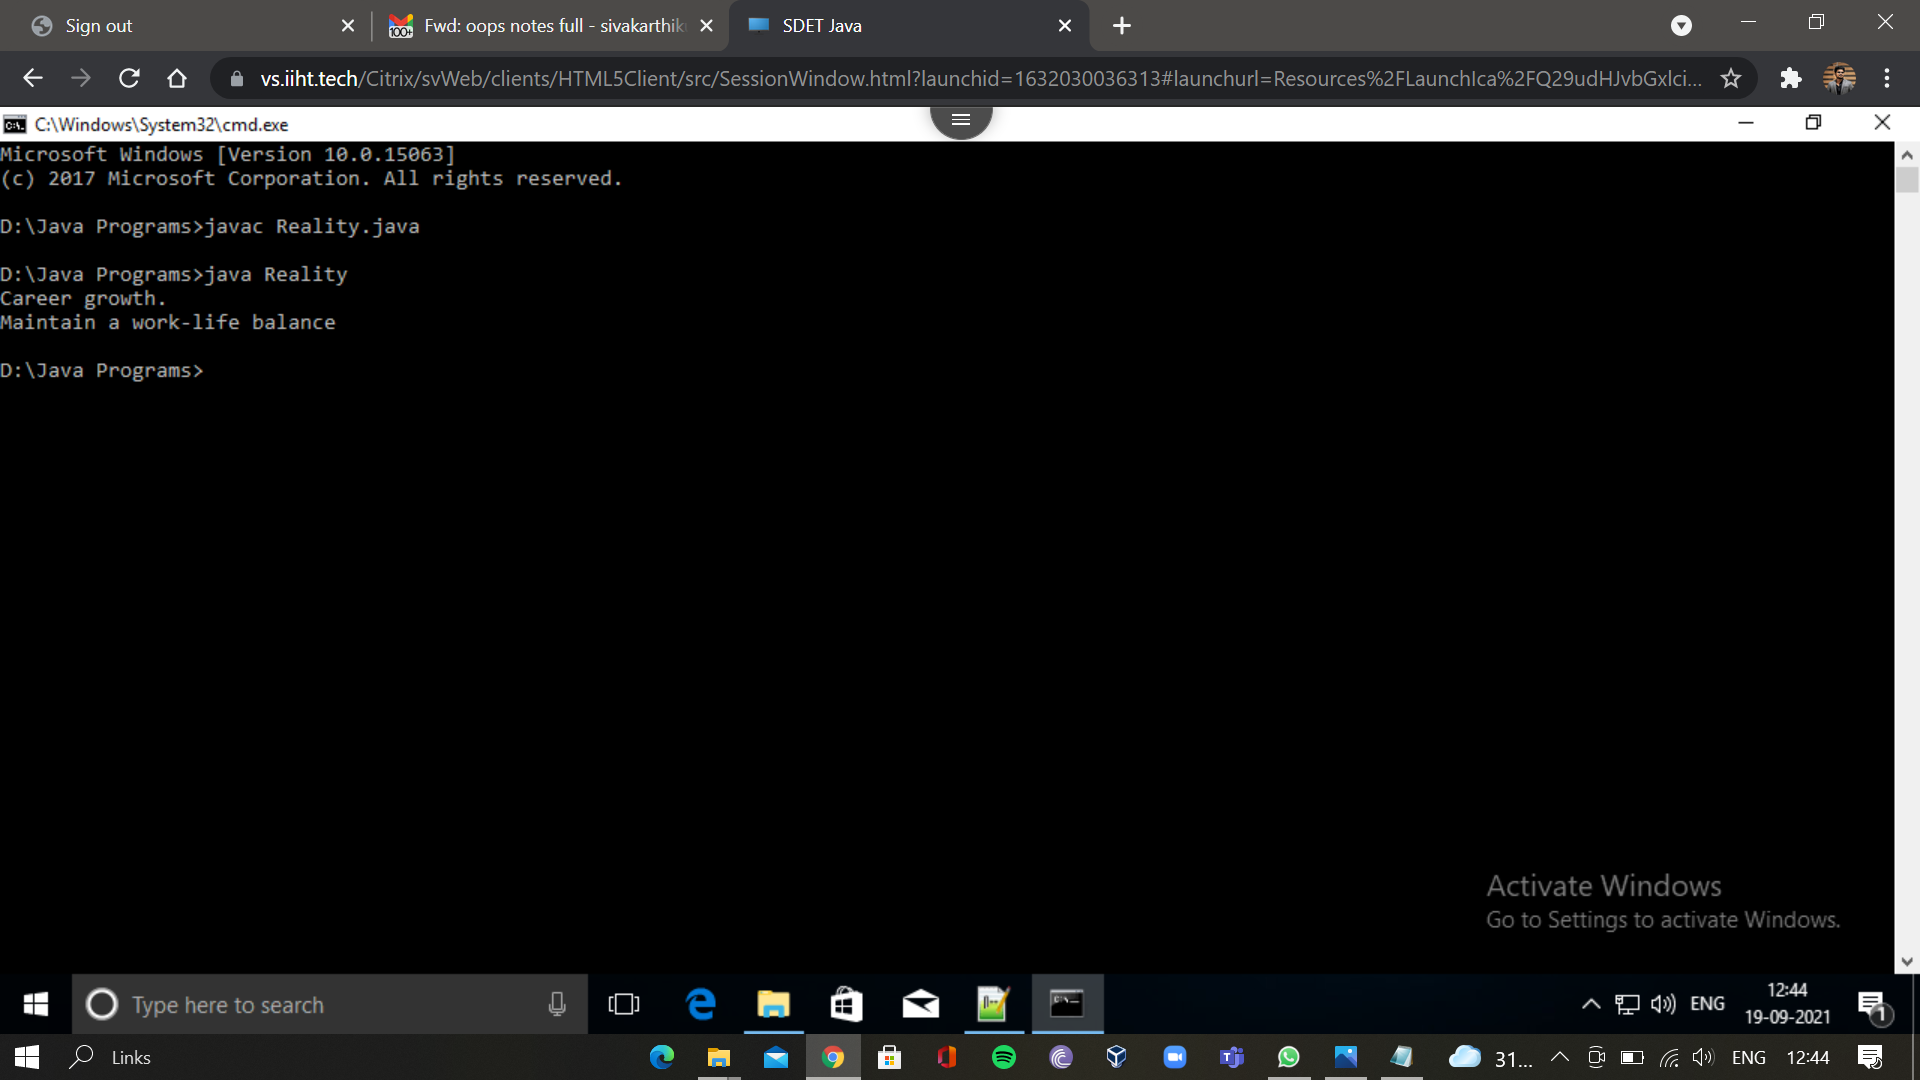 Sign out
Fwd: oops notes full - sivakarthik
SDET Java
vs.iiht.tech/Citrix/svWeb/clients/HTML5Client/src/SessionWindow.html?launchid=1632030036313#launchurl=Resources%2FLaunchIca%2FQ29udHJvbGxlci...
C:\Windows\System32\cmd.exe
Microsoft Windows [Version 10.0.15063]
(c) 2017 Microsoft Corporation. All rights reserved.
D:\Java Programs>javac Reality.java
D:\Java Programs>java Reality
Career growth.
Maintain a work-life balance
D:\Java Programs>
Activate Windows
Go to Settings to activate Windows.
Type here to search
ENG
12:44
19-09-2021
1
Links
31...
ENG
12:44